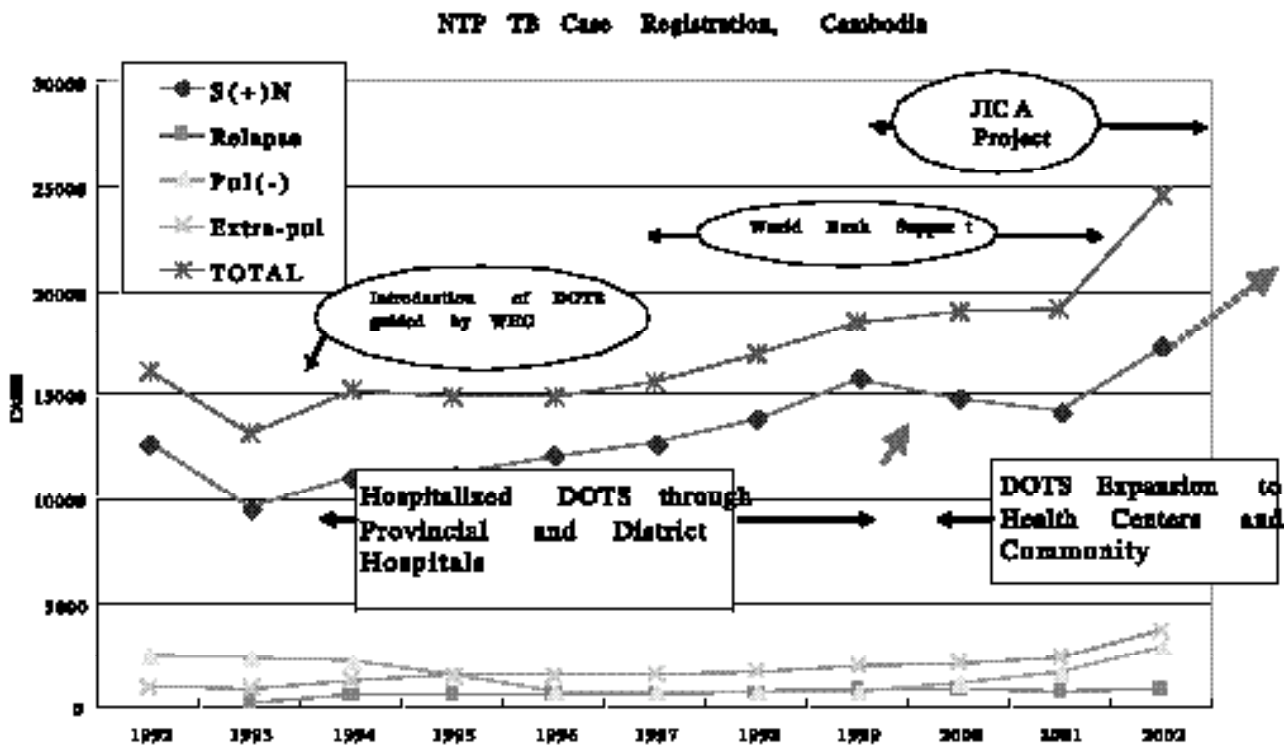 NTP TB Case Registration, Cambodia
30000
25000
20000
15000
10000
5000
0
S(+)N
Relapse
Pul(-)
Extra-pul
TOTAL
JICA
Project
World Bank Support
Introduction of DOTS
guided by WHO
Hospitalized DOTS through
Provincial and District
Hospitals
DOTS Expansion to
Health Centers and
Community
1992 1993 1994 1995 1996 1997 1998 1999 2000 2001 2002